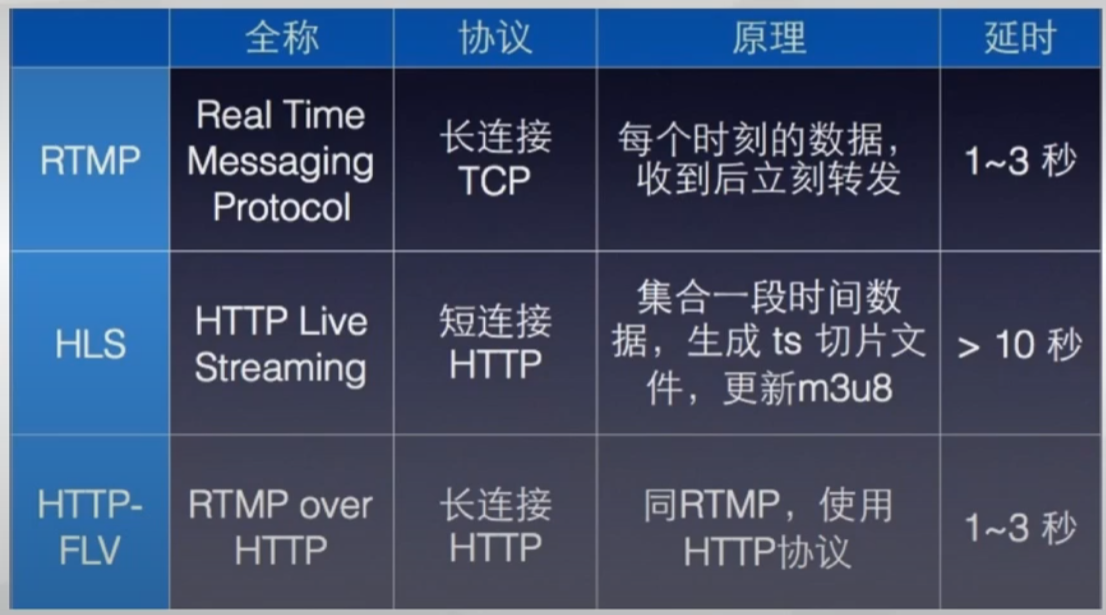 全称 协议 原理 延时
RTMP
Real Time
Messaging
Protocol
长连接
TCP
每个时刻的数据，
收到后立刻转发
1~3 秒
HLS
HTTP Live
Streaming
短连接
HTTP
集合一段时间数
据，生成 ts 切片文
件，更新m3u8
> 10 秒
HTTP-
FLV
RTMP over
HTTP
长连接
HTTP
同RTMP，使用
HTTP协议
1~3 秒